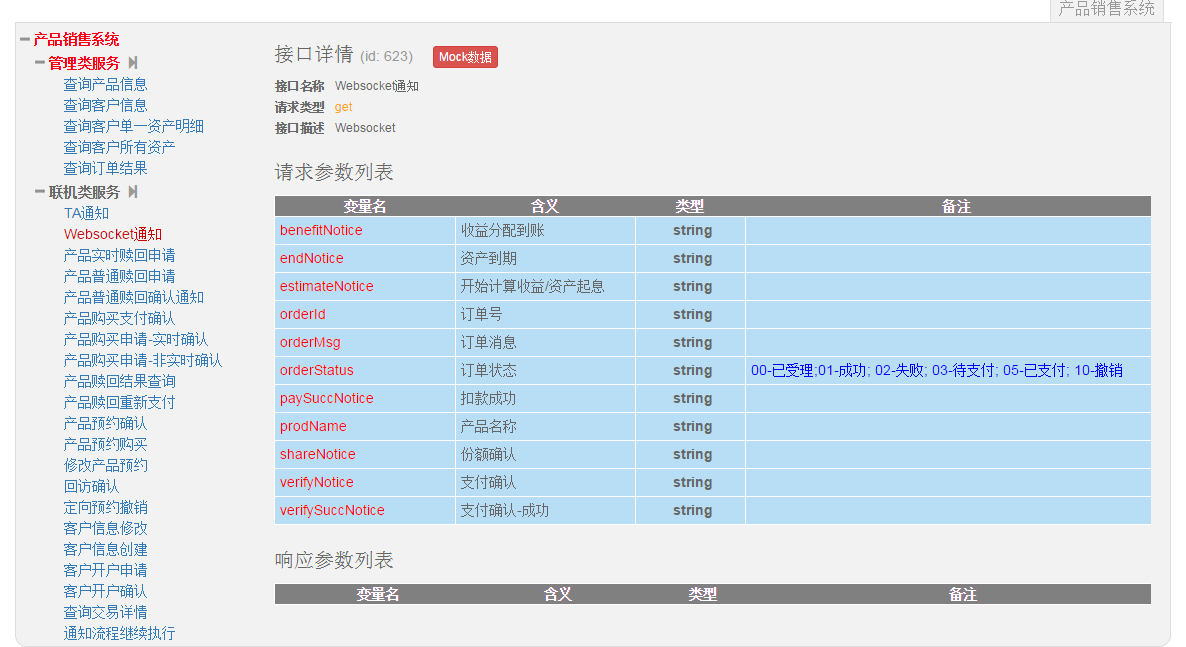 产品销售系统
产品销售系统
管理类服务
查询产品信息
查询客户信息
查询客户单一资产明细
查询客户所有资产
查询订单结果
联机类服务
TA通知
Websocket通知
产品实时赎回申请
产品普通赎回申请
产品普通赎回确认通知
产品购买支付确认
产品购买申请-实时确认
产品购买申请-非实时确认
产品赎回结果查询
产品赎回重新支付
产品预约确认
产品预约购买
修改产品预约
回访确认
定向预约撤销
客户信息修改
客户信息创建
客户开户申请
客户开户确认
查询交易详情
通知流程继续执行
接口详情 (id: 623) Mock数据
接口名称 Websocket通知
请求类型 get
接口描述 Websocket
请求参数列表
变量名 含义 类型 备注
benefitNotice 收益分配到账 string
endNotice 资产到期 string
estimateNotice 开始计算收益/资产起息 string
orderId 订单号 string
orderMsg 订单消息 string
orderStatus 订单状态 string 00-已受理;01-成功; 02-失败; 03-待支付; 05-已支付; 10-撤销
paySuccNotice 扣款成功 string
prodName 产品名称 string
shareNotice 份额确认 string
verifyNotice 支付确认 string
verifySuccNotice 支付确认-成功 string
响应参数列表
变量名 含义 类型 备注